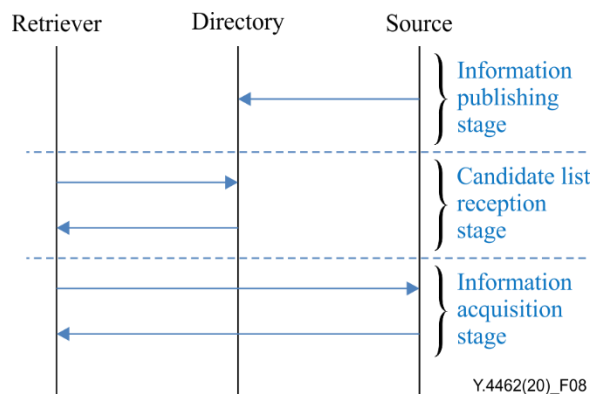 Retriever Directory Source
Information
publishing
stage
Candidate list
reception
stage
Information
acquisition
stage
Y.4462(20)_F08